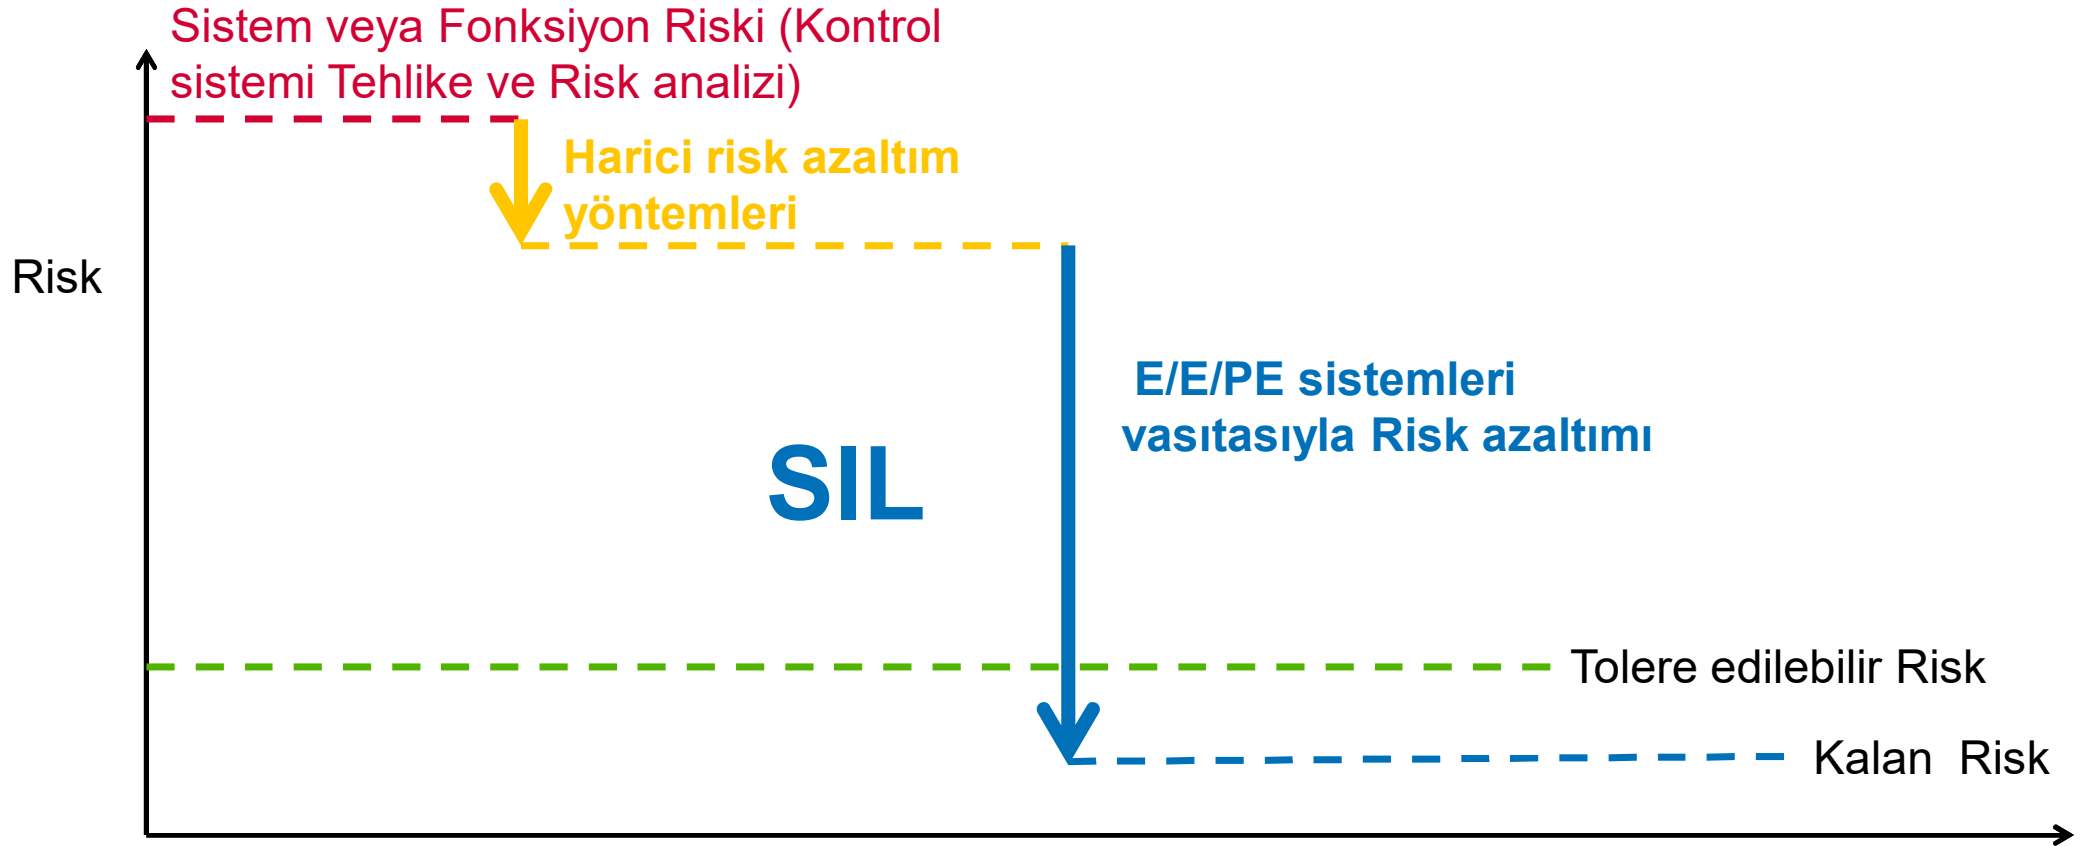 Sistem veya Fonksiyon Riski (Kontrol
sistemi Tehlike ve Risk analizi)
Harici risk azaltım
yöntemleri
Risk
E/E/PE sistemleri
vasıtasıyla Risk azaltımı
SIL
Tolere edilebilir Risk
Kalan Risk